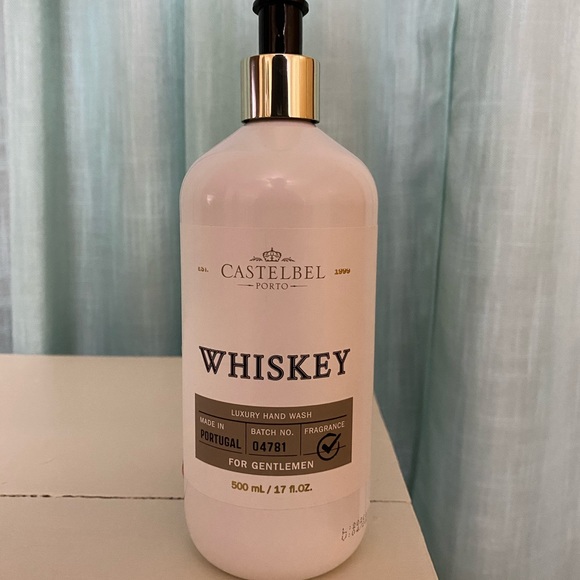 Est. CASTELBEL 1999
PORTO
WHISKEY
LUXURY HAND WASH
MADE IN BATCH NO. FRAGRANCE
PORTUGAL 04781
FOR GENTLEMEN
500 mL / 17 fl.oz.